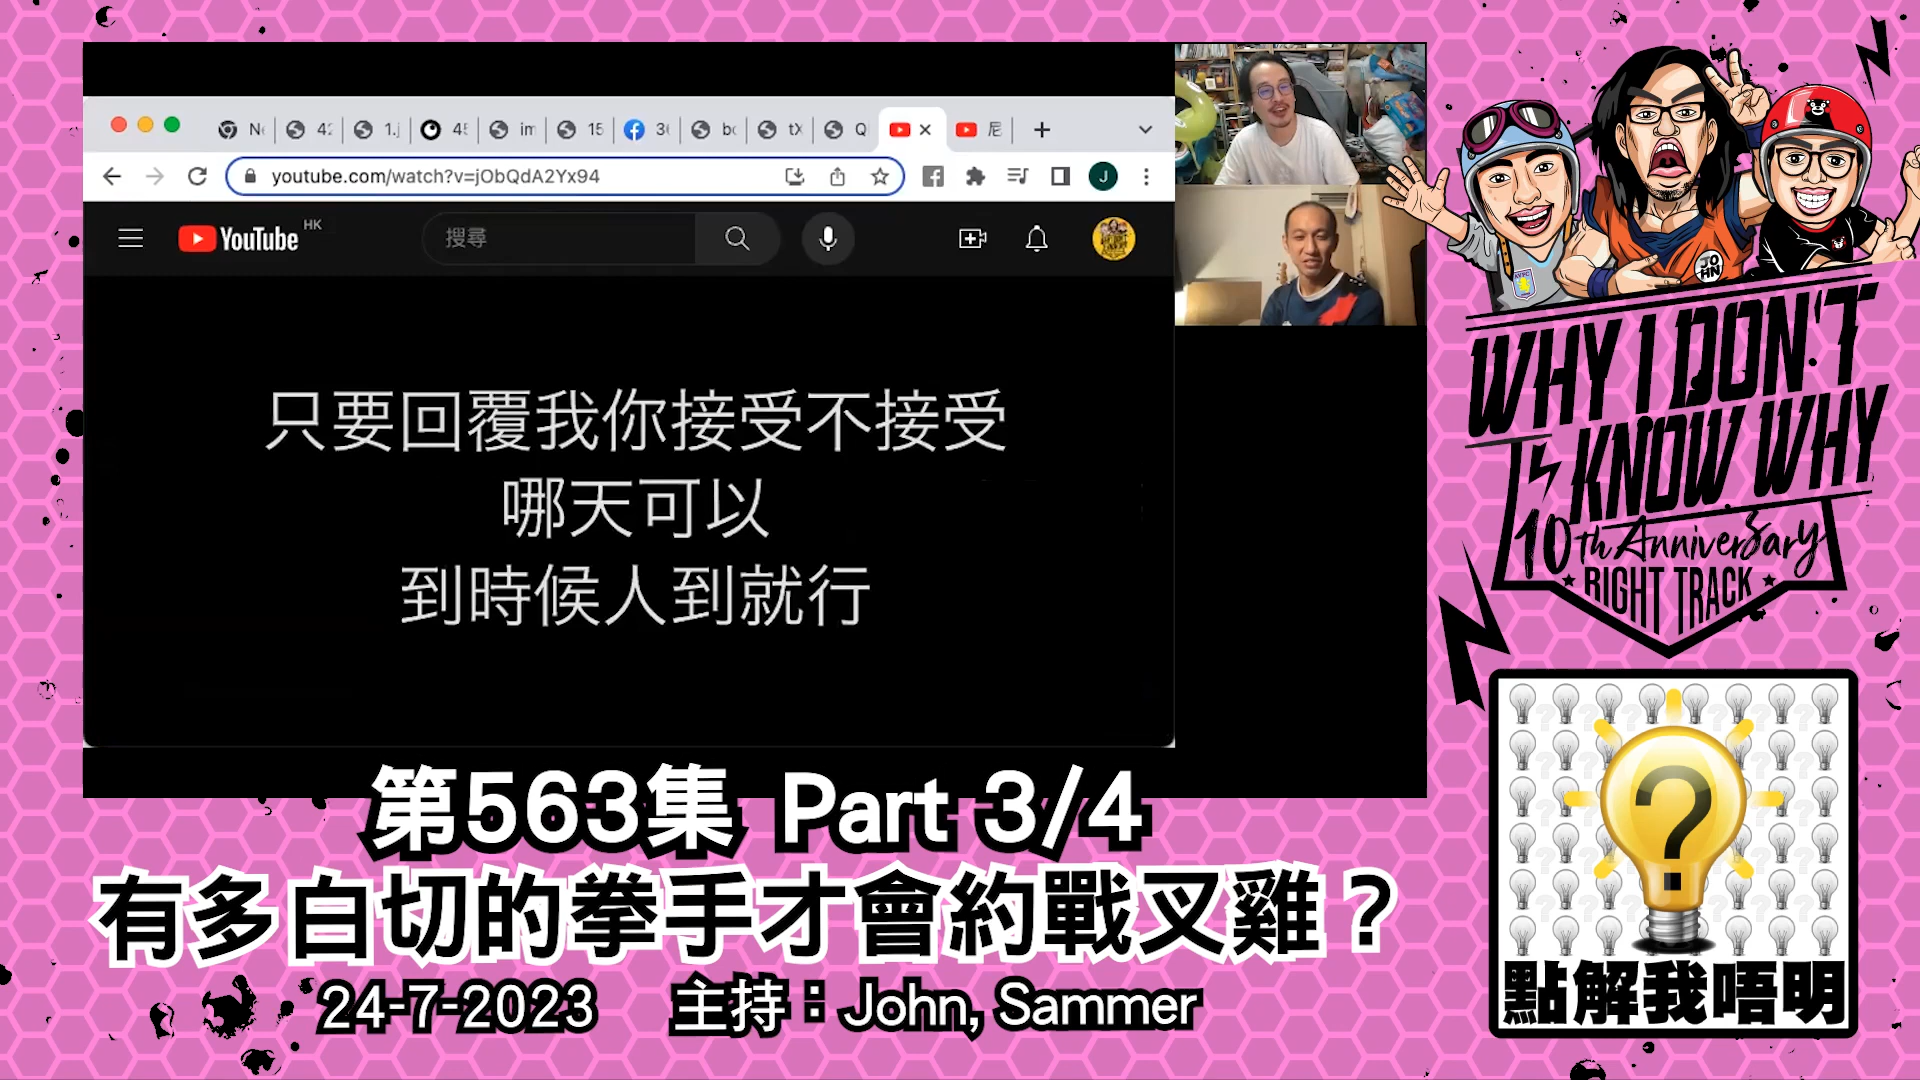 youtube.com/watch?v=jObQdA2Yx94
YouTube HK
搜尋
J
只要回覆我你接受不接受
哪天可以
到時候人到就行
第563集 Part 3/4
有多白切的拳手才會約戰叉雞？
24-7-2023 主持：John, Sammer
JOHN
WHY I DON'T
KNOW WHY
10th Anniversary
RIGHT TRACK
?
點解我唔明